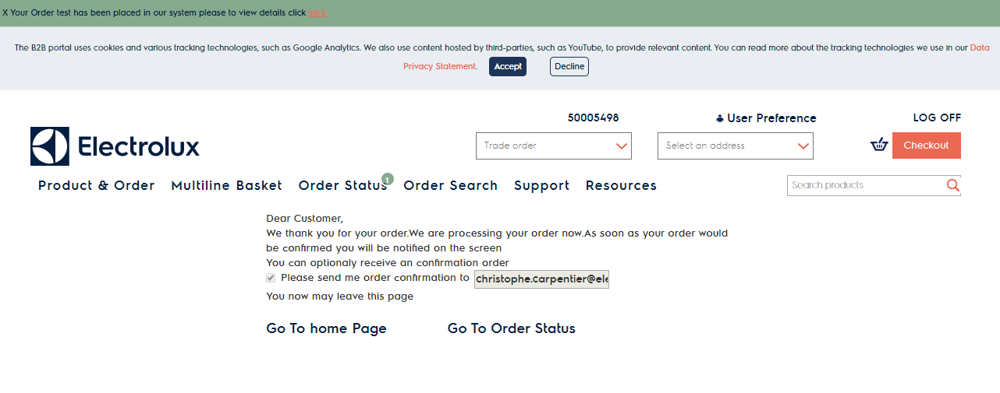 X Your Order test has been placed in our system please to view details click here
The B2B portal uses cookies and various tracking technologies, such as Google Analytics. We also use content hosted by third-parties, such as YouTube, to provide relevant content. You can read more about the tracking technologies we use in our Data
Privacy Statement. Accept Decline
50005498 User Preference LOG OFF
Electrolux
Trade order Select an address Checkout
Product & Order Multiline Basket Order Status 1 Order Search Support Resources Search products
Dear Customer,
We thank you for your order.We are processing your order now.As soon as your order would
be confirmed you will be notified on the screen
You can optionaly receive an confirmation order
Please send me order confirmation to christophe.carpentier@ele
You now may leave this page
Go To home Page Go To Order Status